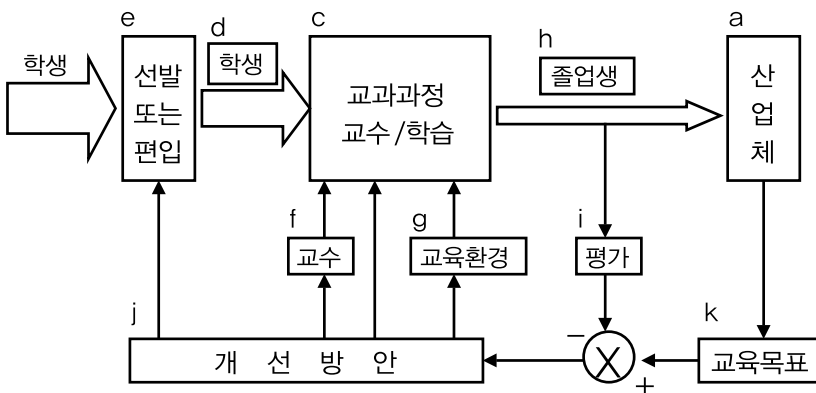 e
d
c
h
a
학생
학생
선발
또는
편입
교과과정
교수/학습
졸업생
산
업
체
f
g
i
교수
교육환경
평가
j
k
개 선 방 안
−
X
+
교육목표